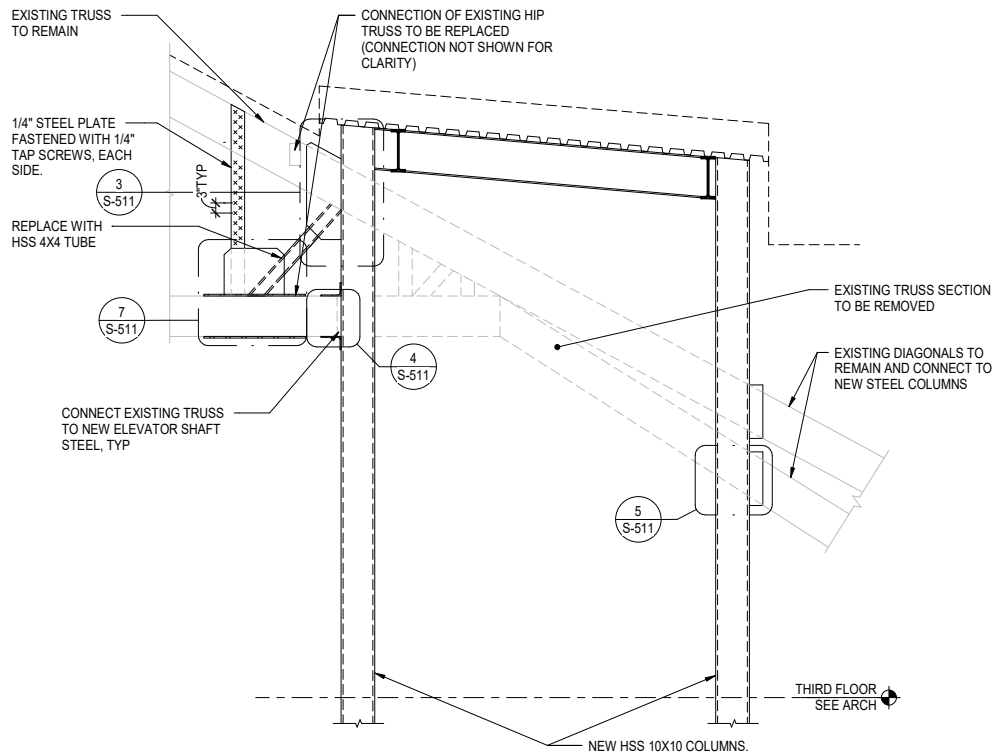 EXISTING TRUSS
TO REMAIN
CONNECTION OF EXISTING HIP
TRUSS TO BE REPLACED
(CONNECTION NOT SHOWN FOR
CLARITY)
1/4" STEEL PLATE
FASTENED WITH 1/4"
TAP SCREWS, EACH
SIDE.
3"TYP
3
S-511
REPLACE WITH
HSS 4X4 TUBE
7
S-511
4
S-511
CONNECT EXISTING TRUSS
TO NEW ELEVATOR SHAFT
STEEL, TYP
EXISTING TRUSS SECTION
TO BE REMOVED
EXISTING DIAGONALS TO
REMAIN AND CONNECT TO
NEW STEEL COLUMNS
5
S-511
THIRD FLOOR
SEE ARCH
NEW HSS 10X10 COLUMNS.